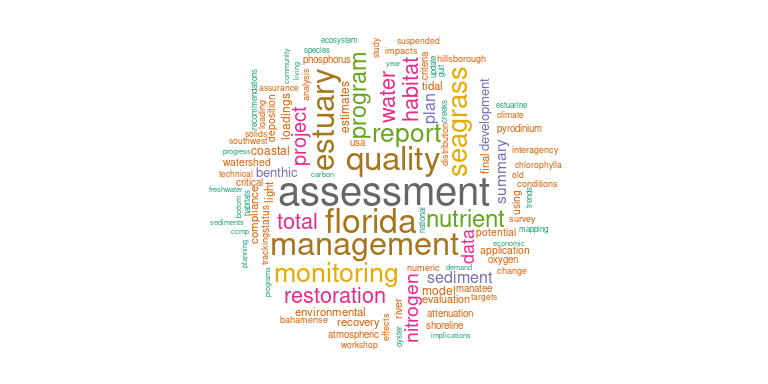 ecosystem
suspended
species
study
impacts
community
living
phosphorus
year
criteria
update
gulf
hillsborough
recommendations
assurance
analysis
estuary
estimates
program
water
habitat
tidal
seagrass
loading
deposition
loadings
plan
creeks
development
estuarine
climate
solids
project
report
distribution
pyrodinium
southwest
coastal
usa
quality
final
summary
interagency
progress
watershed
benthic
carbon
chlorophylla
technical
critical
light
old
freshwater
habitats
bottom
compliance
status
assessment
using
conditions
trends
sediments
total
florida
national
nutrient
survey
ccmp
tracking
management
data
potential
mapping
economic
planning
programs
monitoring
numeric
demand
application
oxygen
sediment
change
restoration
nitrogen
model
manatee
evaluation
targets
environmental
river
attenuation
bahamense
recovery
effects
shoreline
atmospheric
oyster
implications
workshop